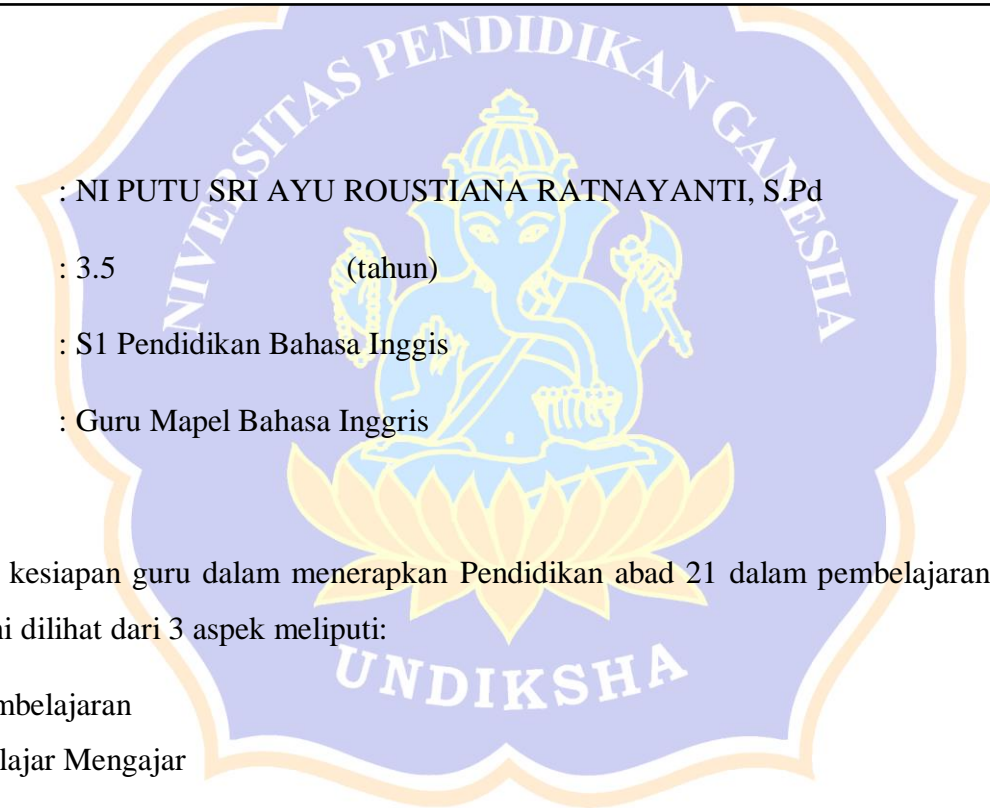 UNIVERSITAS PENDIDIKAN GANESHA
: NI PUTU SRI AYU ROUSTIANA RATNAYANTI, S.Pd
: 3.5 (tahun)
: S1 Pendidikan Bahasa Inggis
: Guru Mapel Bahasa Inggris
kesiapan guru dalam menerapkan Pendidikan abad 21 dalam pembelajaran
ni dilihat dari 3 aspek meliputi:
UNDIKSHA
mbelajaran
lajar Mengajar